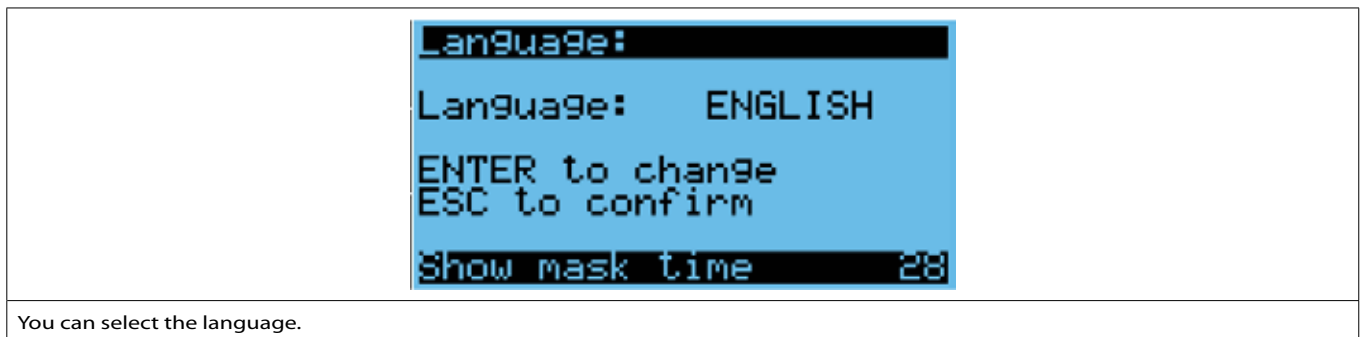 Language:
Language: ENGLISH
ENTER to change
ESC to confirm
Show mask time 28
You can select the language.